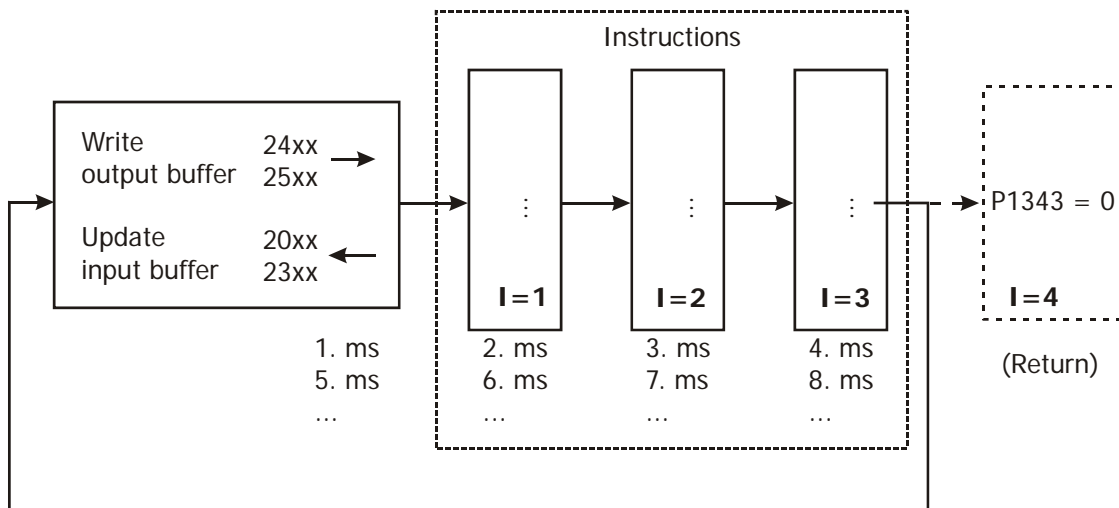 Instructions
Write 24xx
output buffer 25xx
Update 20xx
input buffer 23xx
⋮
⋮
⋮
I=1
I=2
I=3
P1343 = 0
I=4
(Return)
1. ms 2. ms 3. ms 4. ms
5. ms 6. ms 7. ms 8. ms
... ... ... ...